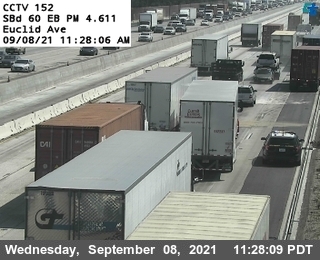 CCTV 152
SBd 60 EB PM 4.611
Euclid Ave
09/08/21 11:28:06 AM
CAI
Wednesday, September 08, 2021 11:28:09 PDT